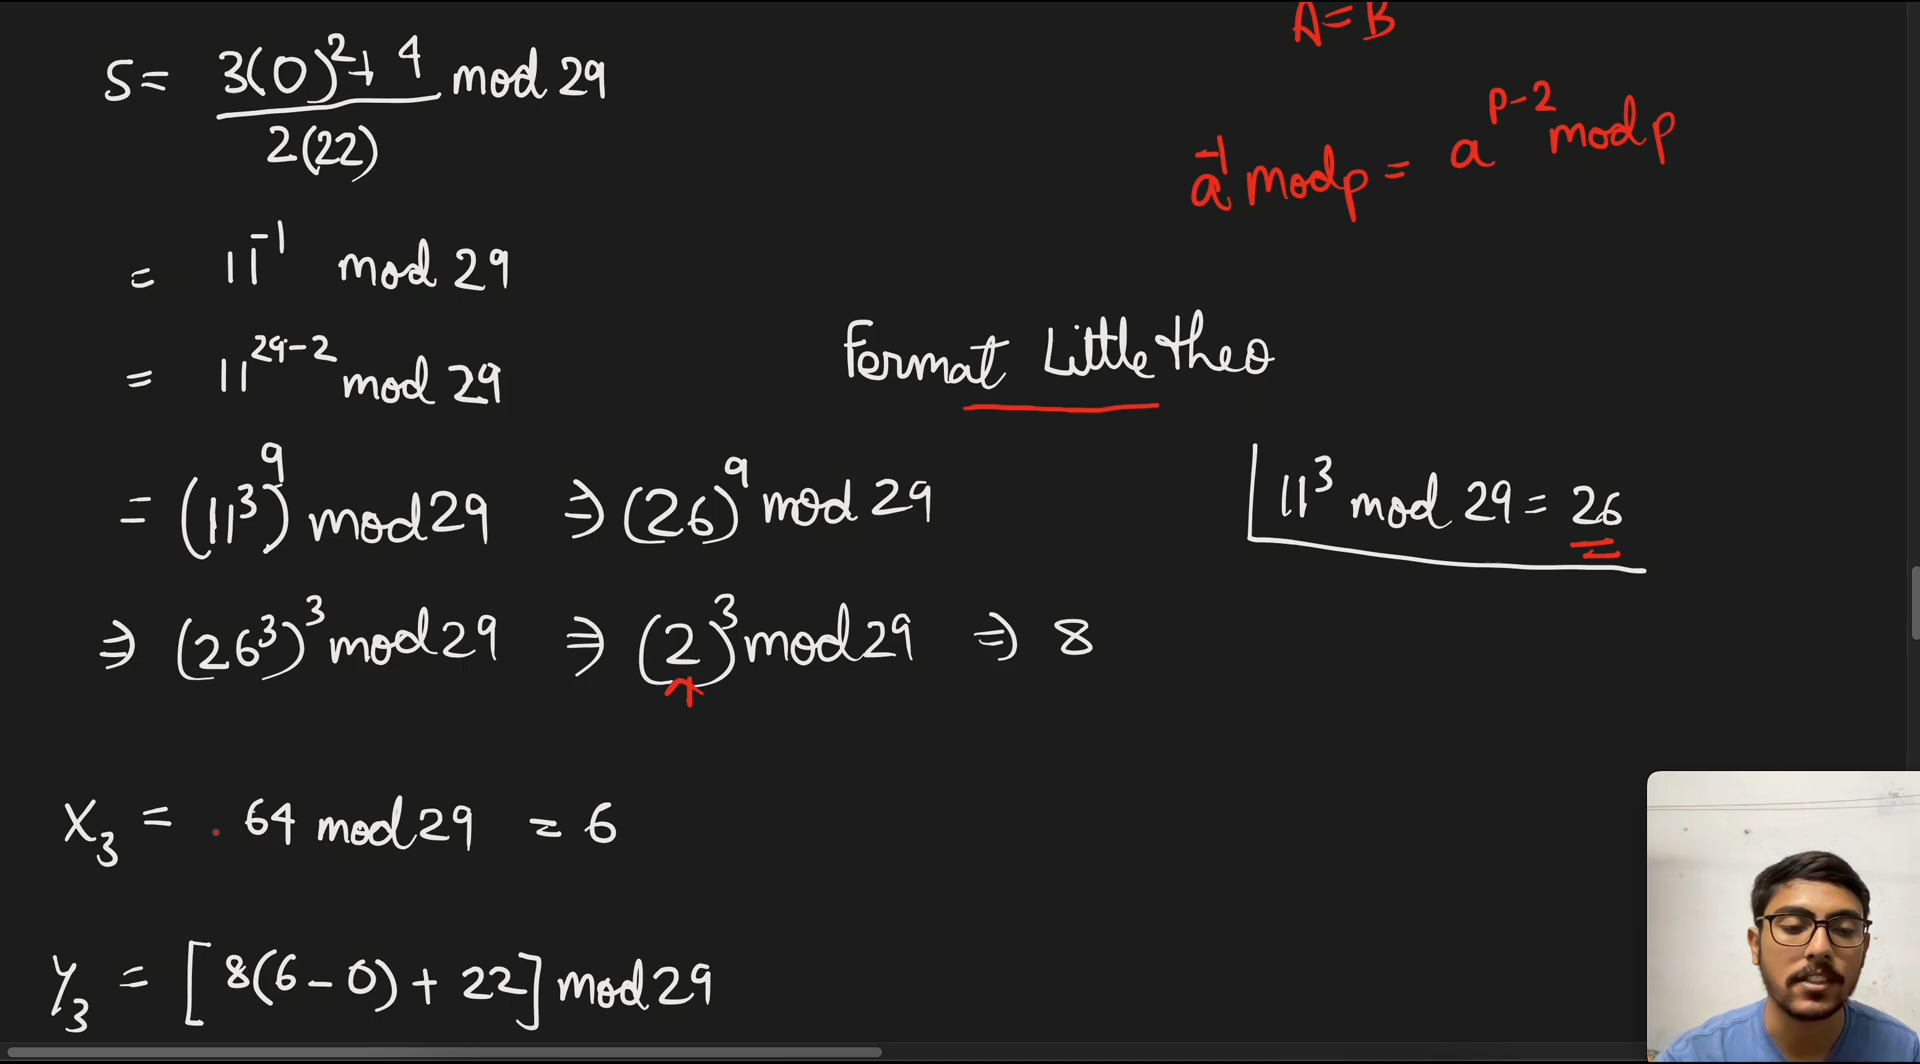 A = B
S = 3(0)² + 4 / 2(22) mod 29
a⁻¹ mod p = a^(p-2) mod p
= 11⁻¹ mod 29
= 11^(29-2) mod 29
Format Little theo
= (11³)⁹ mod 29 ⇒ (26)⁹ mod 29
11³ mod 29 = 26
⇒ (26³)³ mod 29 ⇒ (2)³ mod 29 ⇒ 8
X₃ = 64 mod 29 = 6
y₃ = [8(6 - 0) + 22] mod 29